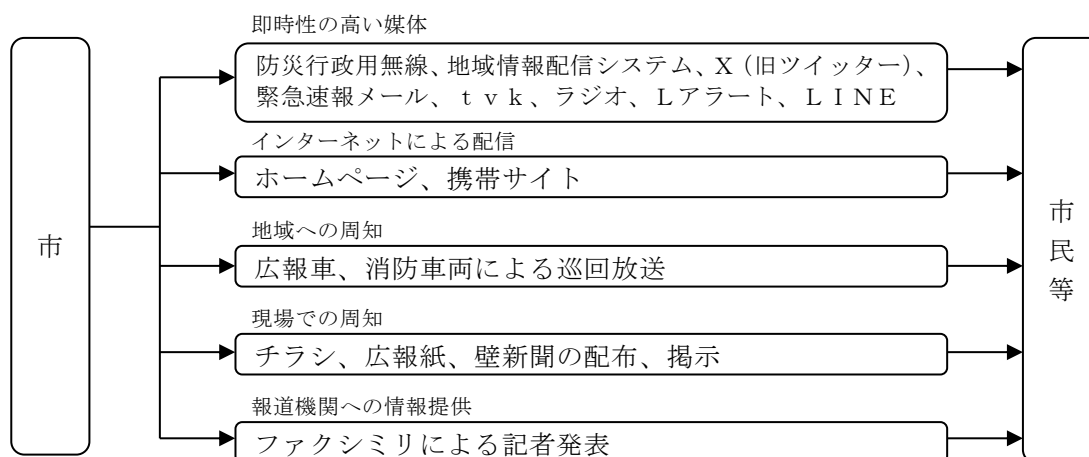 市
即時性の高い媒体
防災行政用無線、地域情報配信システム、X（旧ツイッター）、
緊急速報メール、ｔｖｋ、ラジオ、Ｌアラート、ＬＩＮＥ
インターネットによる配信
ホームページ、携帯サイト
地域への周知
広報車、消防車両による巡回放送
現場での周知
チラシ、広報紙、壁新聞の配布、掲示
報道機関への情報提供
ファクシミリによる記者発表
市民等